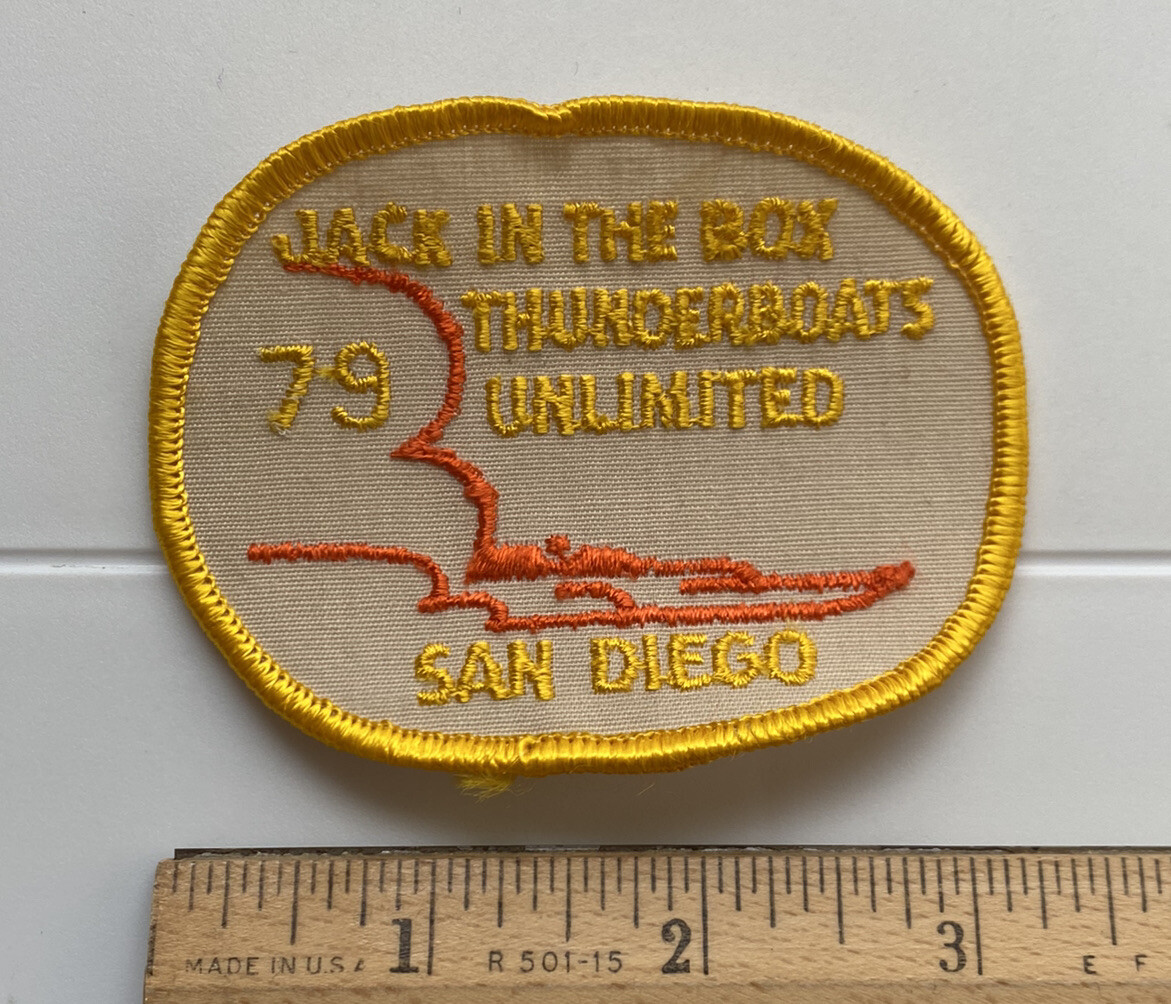 JACK IN THE BOX
THUNDERBOATS
79
UNLIMITED
SAN DIEGO
1 2 3
MADE IN U.S.A R 501-15 E F